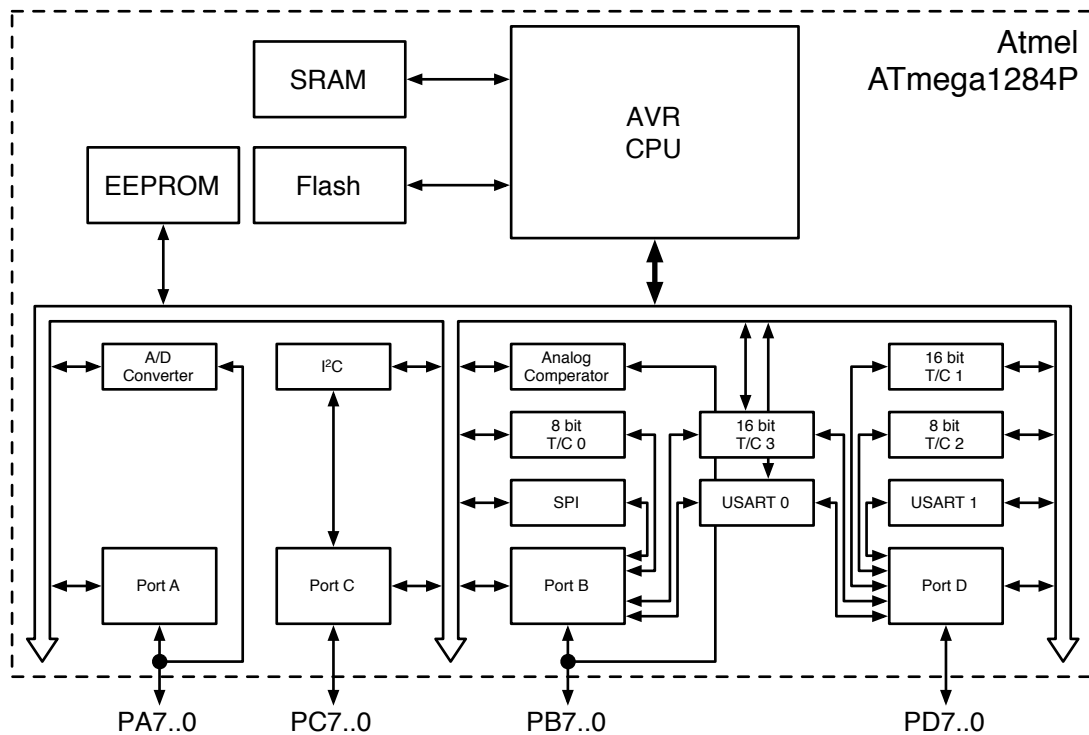 Atmel
ATmega1284P
SRAM
AVR
CPU
EEPROM
Flash
A/D
Converter
I²C
Analog
Comperator
16 bit
T/C 1
8 bit
T/C 0
16 bit
T/C 3
8 bit
T/C 2
SPI
USART 0
USART 1
Port A
Port C
Port B
Port D
PA7..0
PC7..0
PB7..0
PD7..0